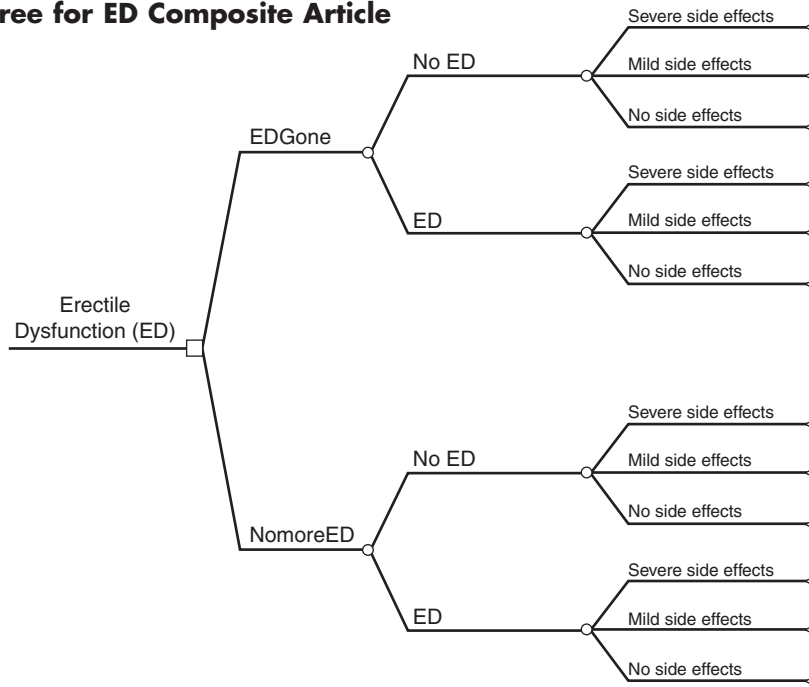 ree for ED Composite Article
Severe side effects
No ED
Mild side effects
No side effects
EDGone
Severe side effects
ED
Mild side effects
No side effects
Erectile
Dysfunction (ED)
Severe side effects
No ED
Mild side effects
No side effects
NomoreED
Severe side effects
ED
Mild side effects
No side effects